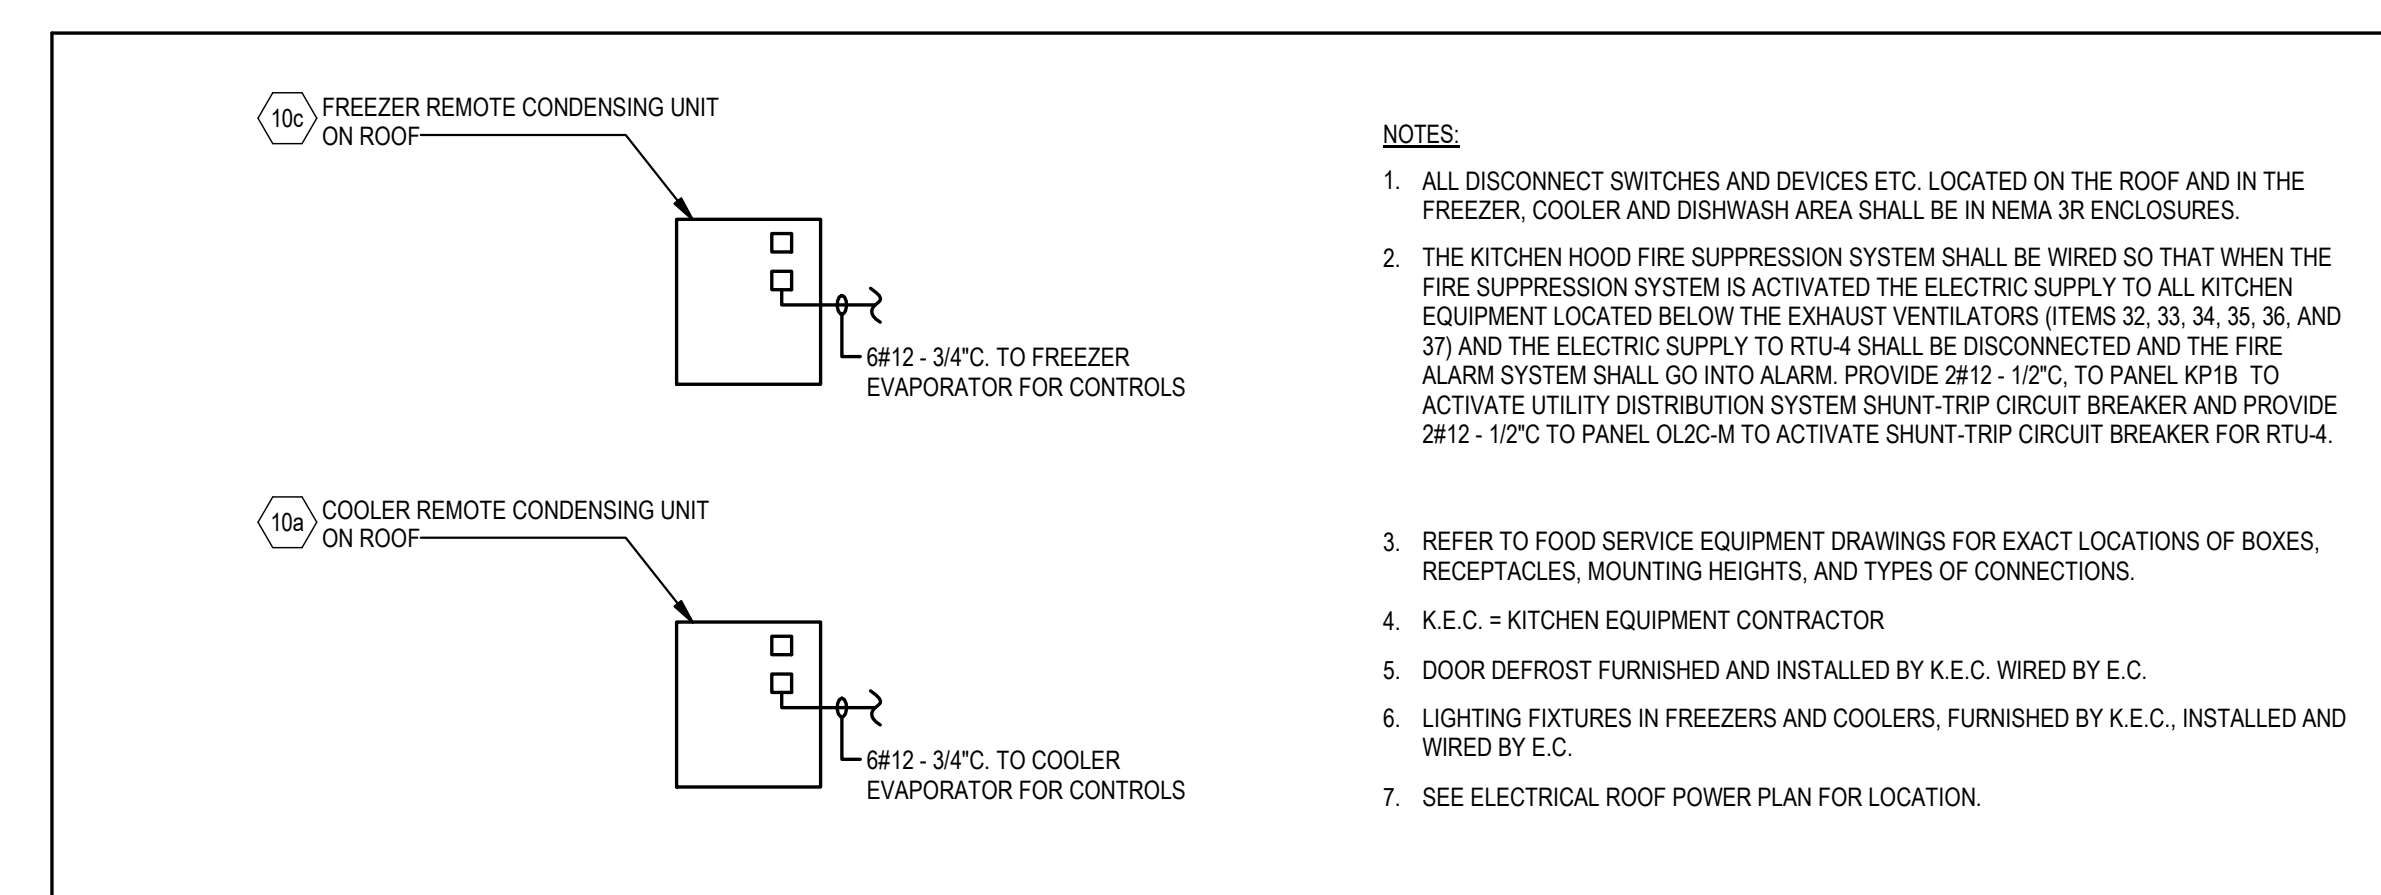 10c
FREEZER REMOTE CONDENSING UNIT
ON ROOF
6#12 - 3/4"C. TO FREEZER
EVAPORATOR FOR CONTROLS
10a
COOLER REMOTE CONDENSING UNIT
ON ROOF
6#12 - 3/4"C. TO COOLER
EVAPORATOR FOR CONTROLS
NOTES:
1. ALL DISCONNECT SWITCHES AND DEVICES ETC. LOCATED ON THE ROOF AND IN THE
FREEZER, COOLER AND DISHWASH AREA SHALL BE IN NEMA 3R ENCLOSURES.
2. THE KITCHEN HOOD FIRE SUPPRESSION SYSTEM SHALL BE WIRED SO THAT WHEN THE
FIRE SUPPRESSION SYSTEM IS ACTIVATED THE ELECTRIC SUPPLY TO ALL KITCHEN
EQUIPMENT LOCATED BELOW THE EXHAUST VENTILATORS (ITEMS 32, 33, 34, 35, 36, AND
37) AND THE ELECTRIC SUPPLY TO RTU-4 SHALL BE DISCONNECTED AND THE FIRE
ALARM SYSTEM SHALL GO INTO ALARM. PROVIDE 2#12 - 1/2"C, TO PANEL KP1B TO
ACTIVATE UTILITY DISTRIBUTION SYSTEM SHUNT-TRIP CIRCUIT BREAKER AND PROVIDE
2#12 - 1/2"C TO PANEL OL2C-M TO ACTIVATE SHUNT-TRIP CIRCUIT BREAKER FOR RTU-4.
3. REFER TO FOOD SERVICE EQUIPMENT DRAWINGS FOR EXACT LOCATIONS OF BOXES,
RECEPTACLES, MOUNTING HEIGHTS, AND TYPES OF CONNECTIONS.
4. K.E.C. = KITCHEN EQUIPMENT CONTRACTOR
5. DOOR DEFROST FURNISHED AND INSTALLED BY K.E.C. WIRED BY E.C.
6. LIGHTING FIXTURES IN FREEZERS AND COOLERS, FURNISHED BY K.E.C., INSTALLED AND
WIRED BY E.C.
7. SEE ELECTRICAL ROOF POWER PLAN FOR LOCATION.